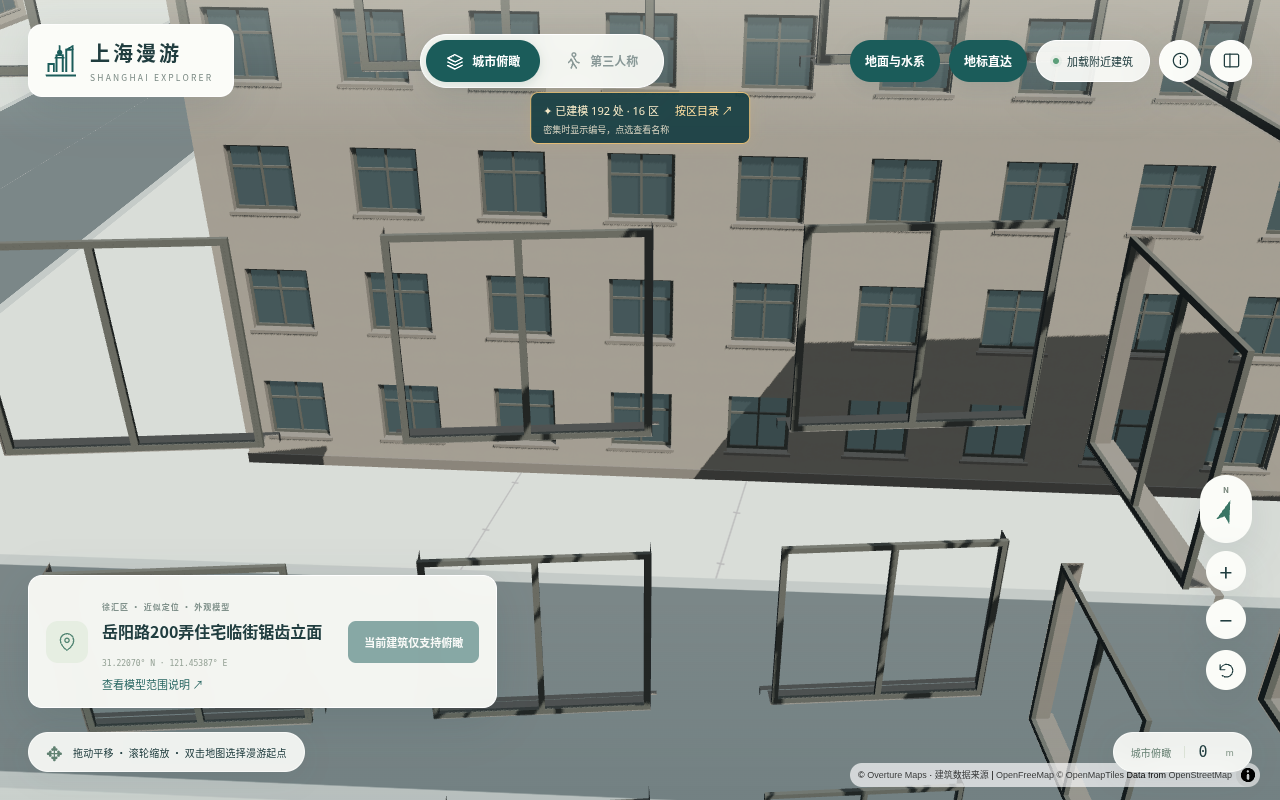 上海漫游
SHANGHAI EXPLORER
城市俯瞰
第三人称
地面与水系
地标直达
加载附近建筑
✦ 已建模 192 处 · 16 区 按区目录 ↗
密集时显示编号，点选查看名称
N
+
−
徐汇区 · 近似定位 · 外观模型
岳阳路200弄住宅临街锯齿立面
31.22070° N · 121.45387° E
查看模型范围说明 ↗
当前建筑仅支持俯瞰
拖动平移 · 滚轮缩放 · 双击地图选择漫游起点
城市俯瞰 0 m
© Overture Maps · 建筑数据来源 | OpenFreeMap © OpenMapTiles Data from OpenStreetMap